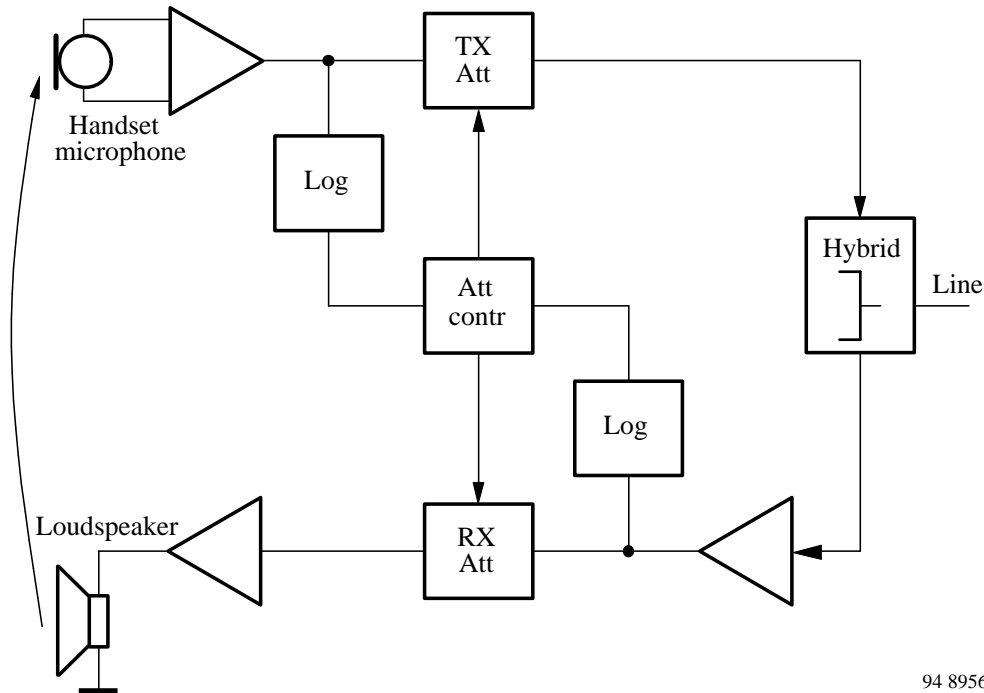 TX
Att
Handset
microphone
Log
Hybrid
Att
contr
Line
Log
Loudspeaker
RX
Att
94 8956